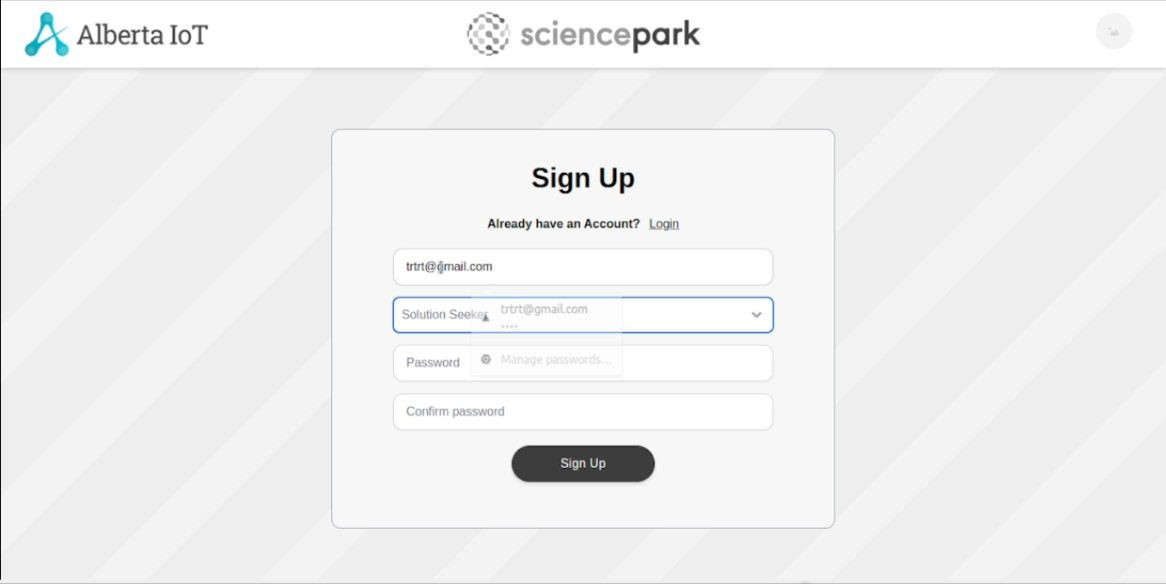 Alberta IoT
sciencepark
Sign Up
Already have an Account? Login
trtrt@gmail.com
Solution Seeker
trtrt@gmail.com
****
Password
Manage passwords...
Confirm password
Sign Up